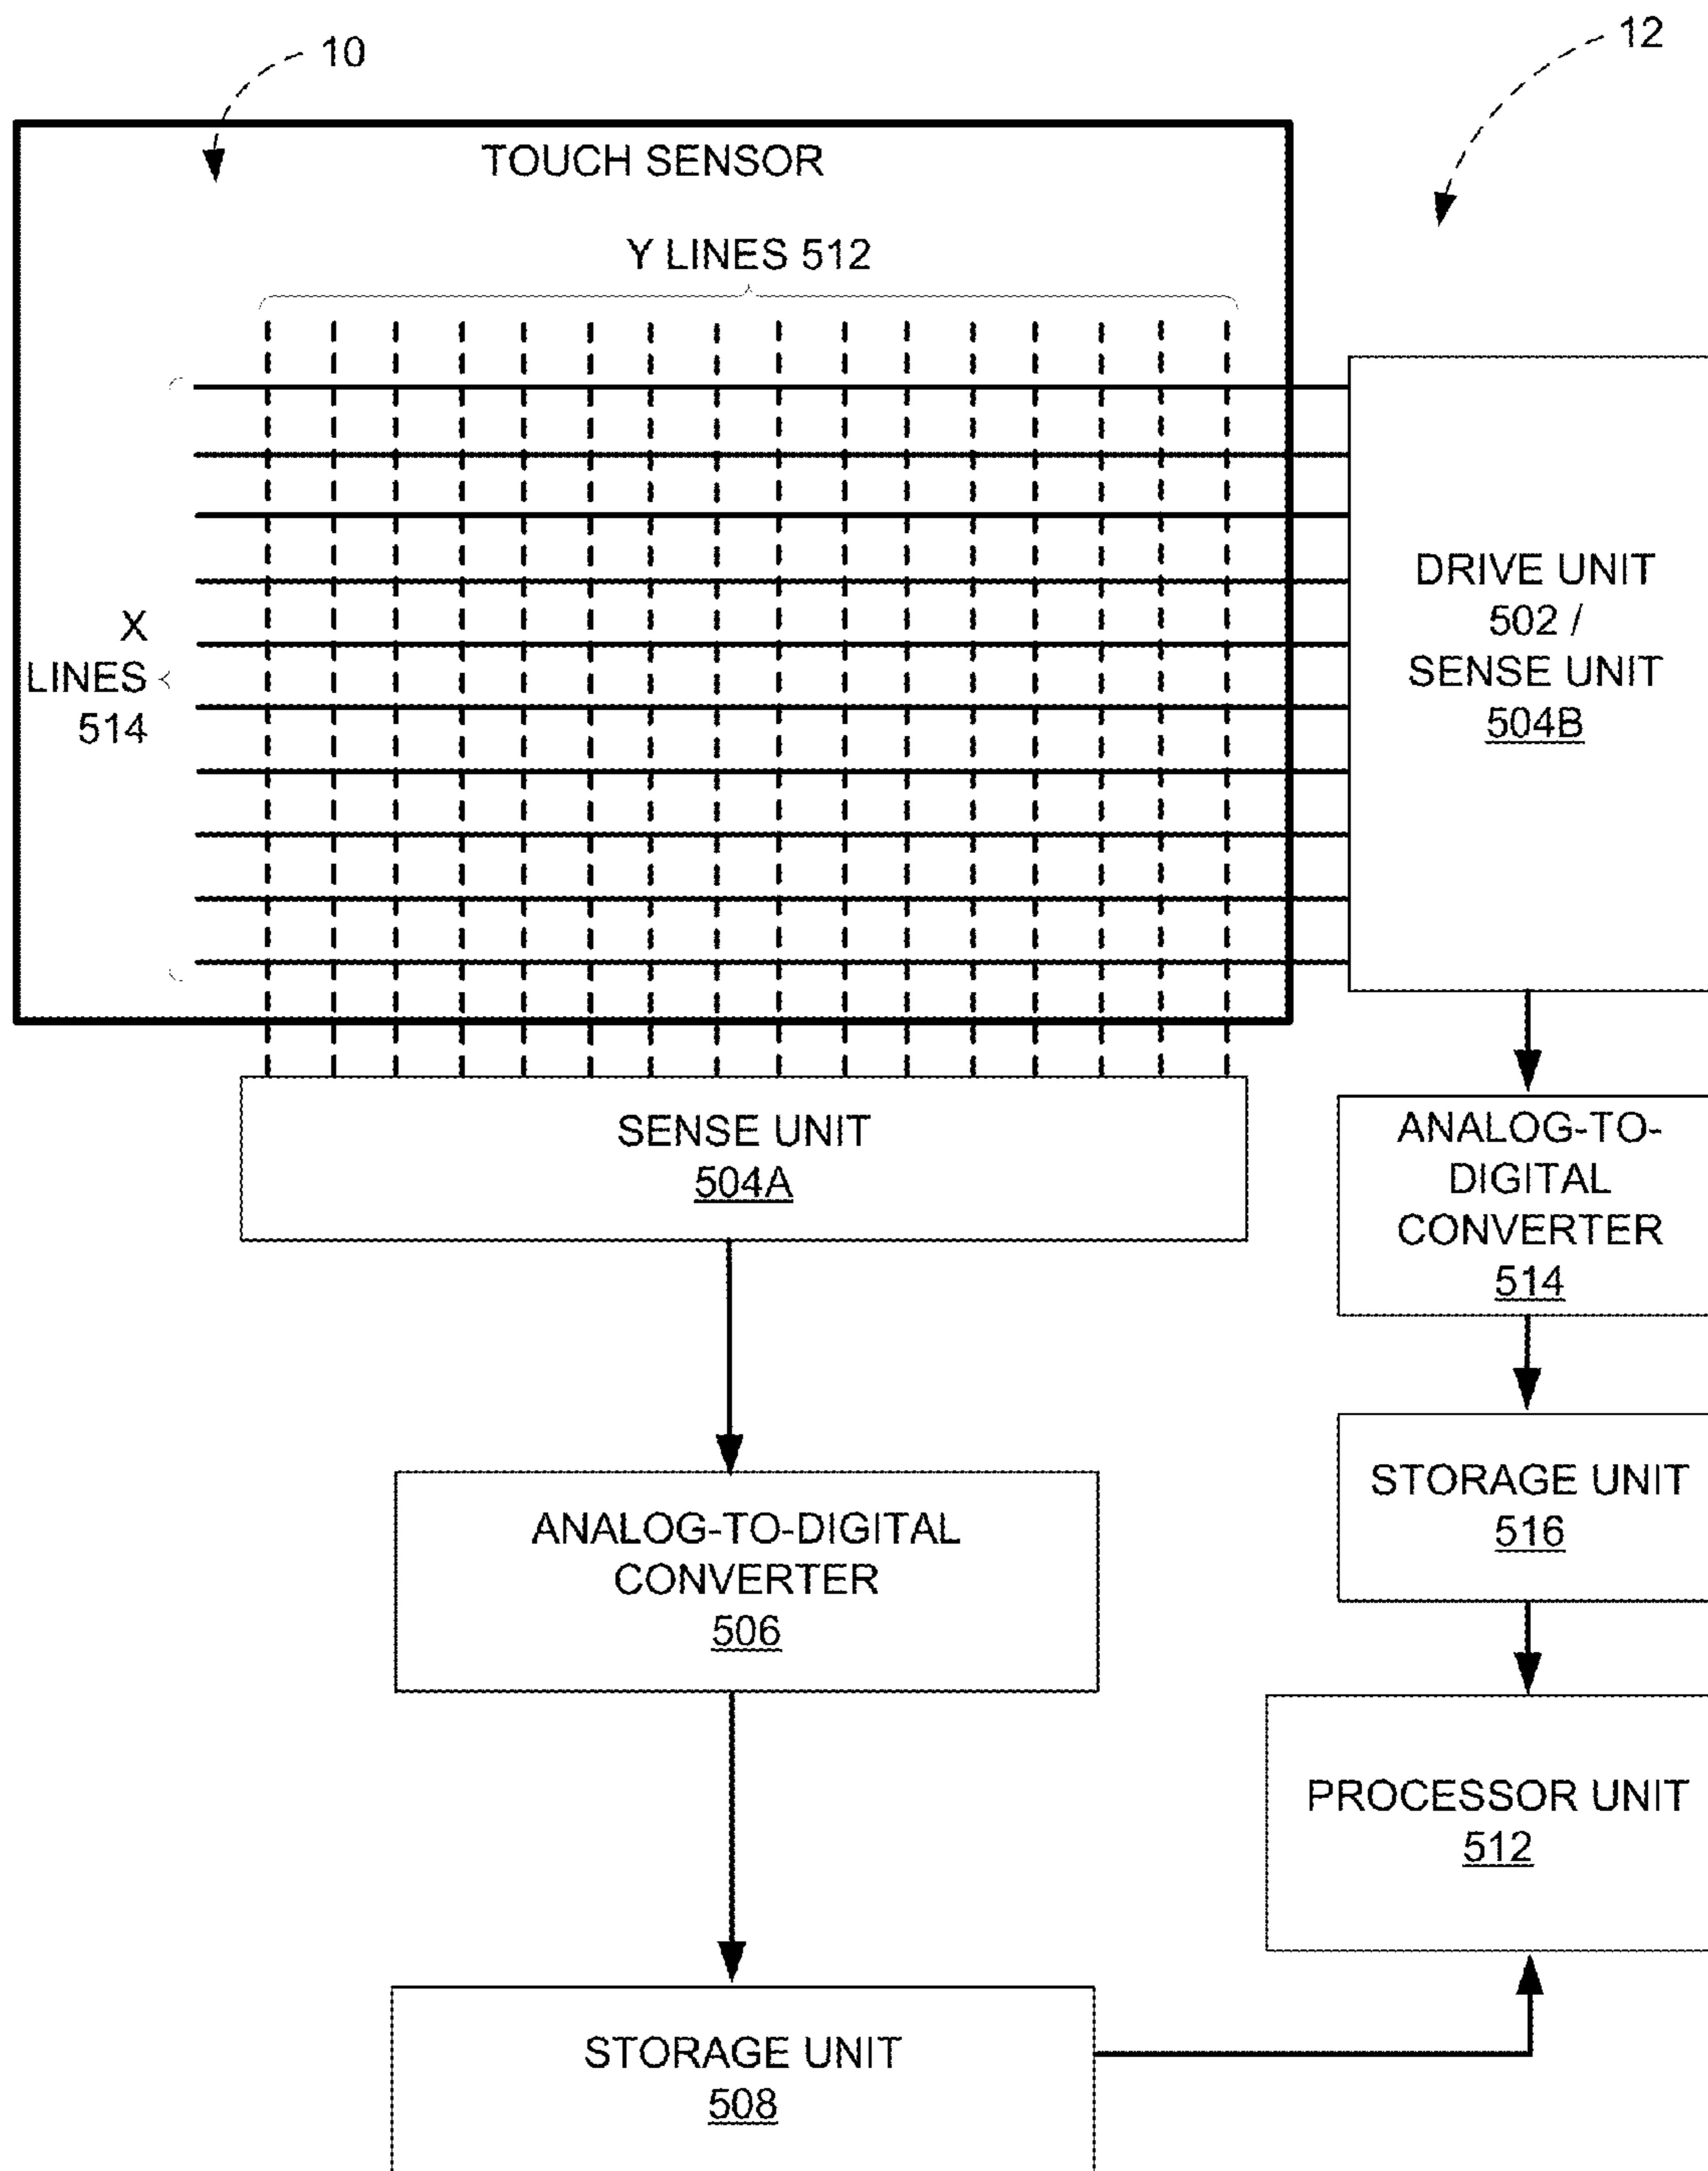 10
12
TOUCH SENSOR
Y LINES 512
X
LINES
514
DRIVE UNIT
502 /
SENSE UNIT
504B
SENSE UNIT
504A
ANALOG-TO-
DIGITAL
CONVERTER
514
ANALOG-TO-DIGITAL
CONVERTER
506
STORAGE UNIT
516
PROCESSOR UNIT
512
STORAGE UNIT
508